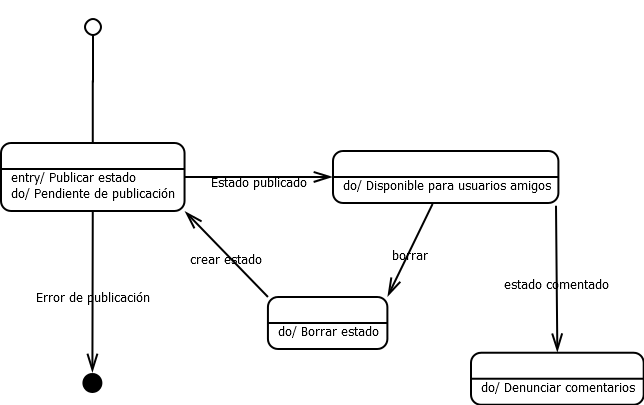 entry/ Publicar estado
do/ Pendiente de publicación
Estado publicado
do/ Disponible para usuarios amigos
crear estado
borrar
estado comentado
Error de publicación
do/ Borrar estado
do/ Denunciar comentarios